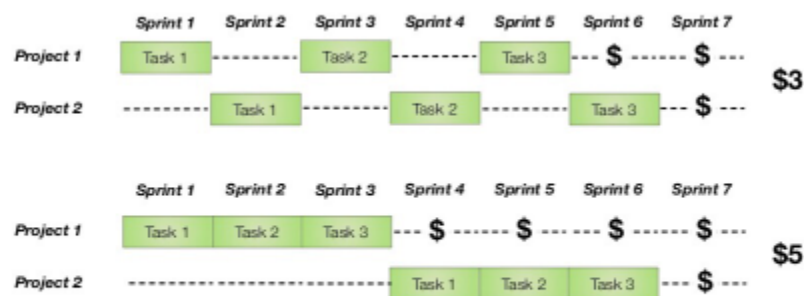 Sprint 1 Sprint 2 Sprint 3 Sprint 4 Sprint 5 Sprint 6 Sprint 7
Project 1 Task 1 Task 2 Task 3 $ $
$3
Project 2 Task 1 Task 2 Task 3 $
Sprint 1 Sprint 2 Sprint 3 Sprint 4 Sprint 5 Sprint 6 Sprint 7
Project 1 Task 1 Task 2 Task 3 $ $ $ $
$5
Project 2 Task 1 Task 2 Task 3 $